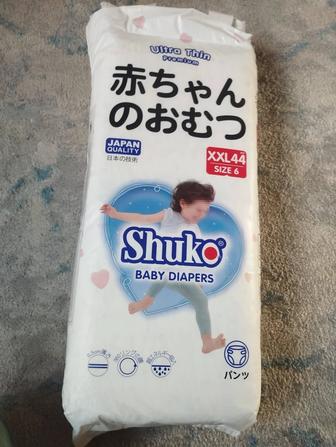 Ultra Thin
Premium
赤ちゃん
のおむつ
JAPAN
QUALITY
日本の技術
XXL44
SIZE 6
Shuko®
BABY DIAPERS
パンツ